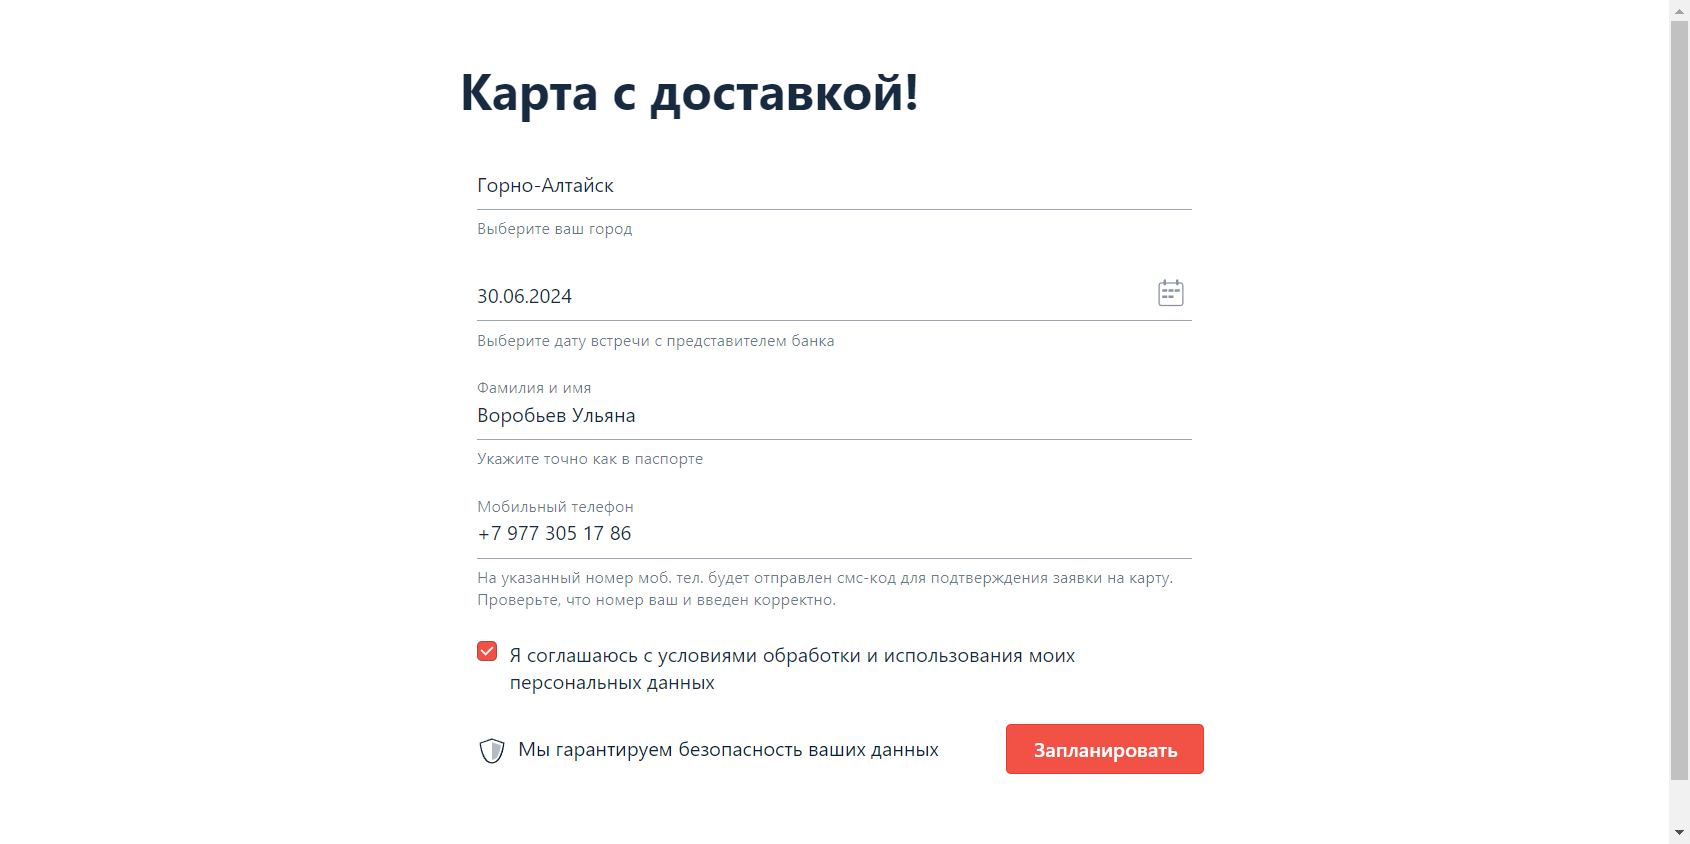 Карта с доставкой!
Горно-Алтайск
Выберите ваш город
30.06.2024
Выберите дату встречи с представителем банка
Фамилия и имя
Воробьев Ульяна
Укажите точно как в паспорте
Мобильный телефон
+7 977 305 17 86
На указанный номер моб. тел. будет отправлен смс-код для подтверждения заявки на карту.
Проверьте, что номер ваш и введен корректно.
Я соглашаюсь с условиями обработки и использования моих
персональных данных
Мы гарантируем безопасность ваших данных
Запланировать